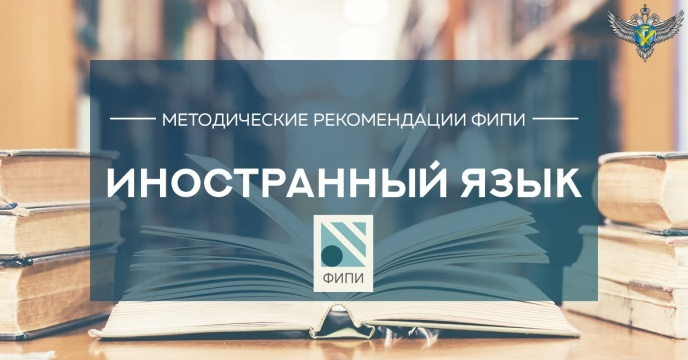 МЕТОДИЧЕСКИЕ РЕКОМЕНДАЦИИ ФИПИ
ИНОСТРАННЫЙ ЯЗЫК
ФИПИ